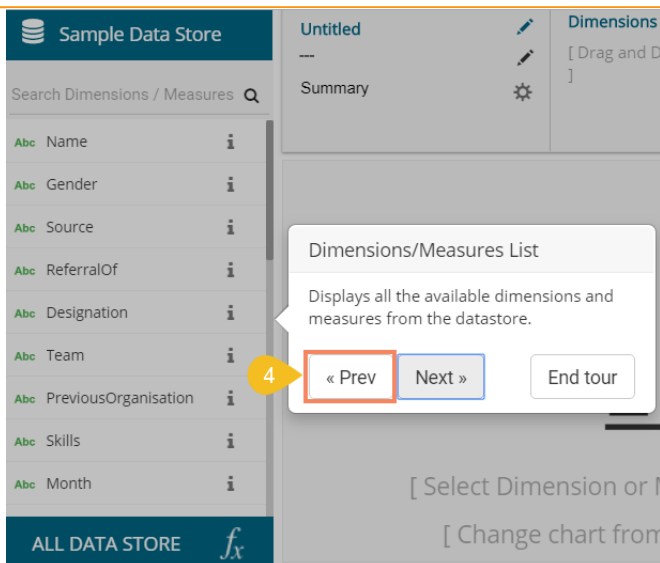 Sample Data Store
Search Dimensions / Measures
Abc Name
Abc Gender
Abc Source
Abc ReferralOf
Abc Designation
Abc Team
Abc PreviousOrganisation
Abc Skills
Abc Month
ALL DATA STORE fx
Untitled
---
Summary
Dimensions
[ Drag and D
]
Dimensions/Measures List
Displays all the available dimensions and
measures from the datastore.
4
« Prev Next » End tour
[ Select Dimension or
[ Change chart from